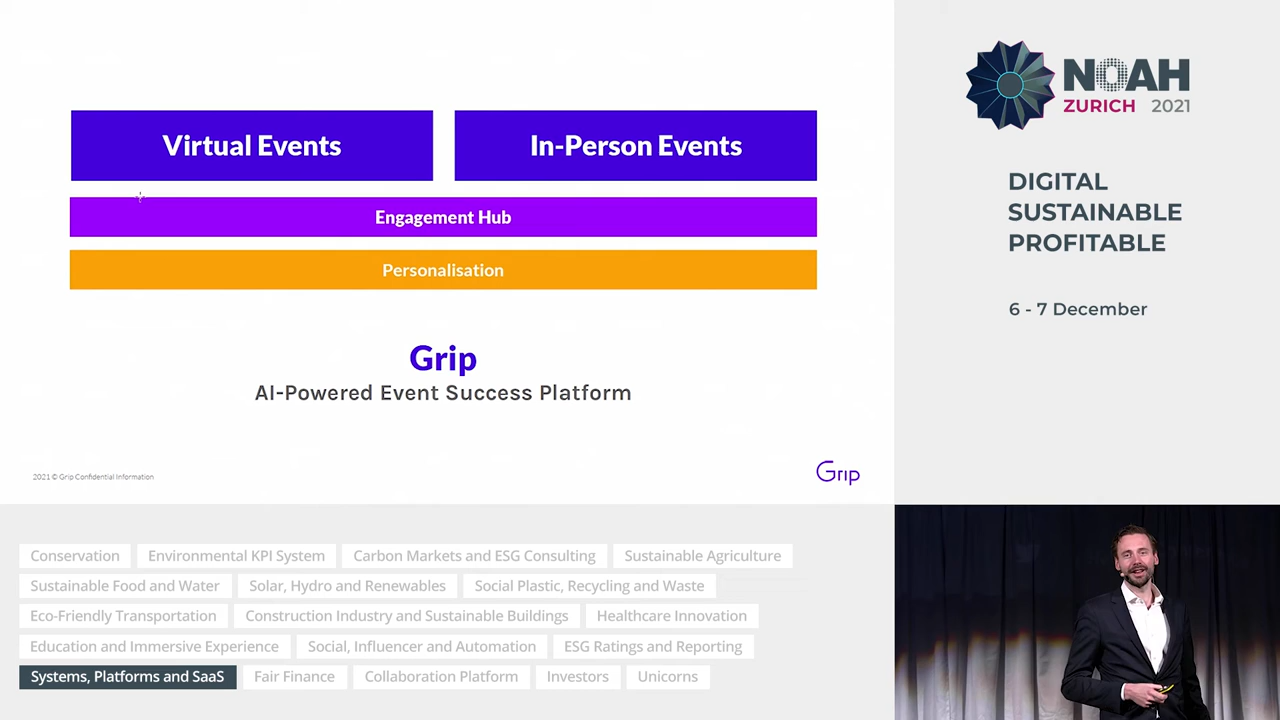 Virtual Events
In-Person Events
Engagement Hub
Personalisation
Grip
AI-Powered Event Success Platform
2021 © Grip Confidential Information
Grip
NOAH
ZURICH 2021
DIGITAL
SUSTAINABLE
PROFITABLE
6 - 7 December
Conservation
Environmental KPI System
Carbon Markets and ESG Consulting
Sustainable Agriculture
Sustainable Food and Water
Solar, Hydro and Renewables
Social Plastic, Recycling and Waste
Eco-Friendly Transportation
Construction Industry and Sustainable Buildings
Healthcare Innovation
Education and Immersive Experience
Social, Influencer and Automation
ESG Ratings and Reporting
Systems, Platforms and SaaS
Fair Finance
Collaboration Platform
Investors
Unicorns